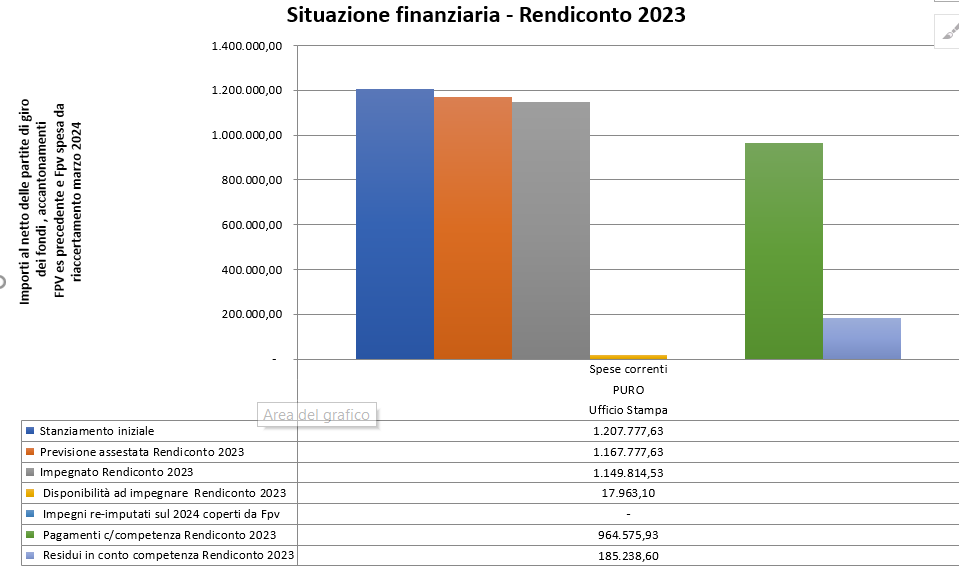 Situazione finanziaria - Rendiconto 2023
Importi al netto delle partite di giro
dei fondi , accantonamenti
FPV es precedente e Fpv spesa da
riaccertamento marzo 2024
1.400.000,00
1.200.000,00
1.000.000,00
800.000,00
600.000,00
400.000,00
200.000,00
-
Spese correnti
PURO
Ufficio Stampa
Area del grafico
Stanziamento iniziale 1.207.777,63
Previsione assestata Rendiconto 2023 1.167.777,63
Impegnato Rendiconto 2023 1.149.814,53
Disponibilità ad impegnare Rendiconto 2023 17.963,10
Impegni re-imputati sul 2024 coperti da Fpv -
Pagamenti c/competenza Rendiconto 2023 964.575,93
Residui in conto competenza Rendiconto 2023 185.238,60